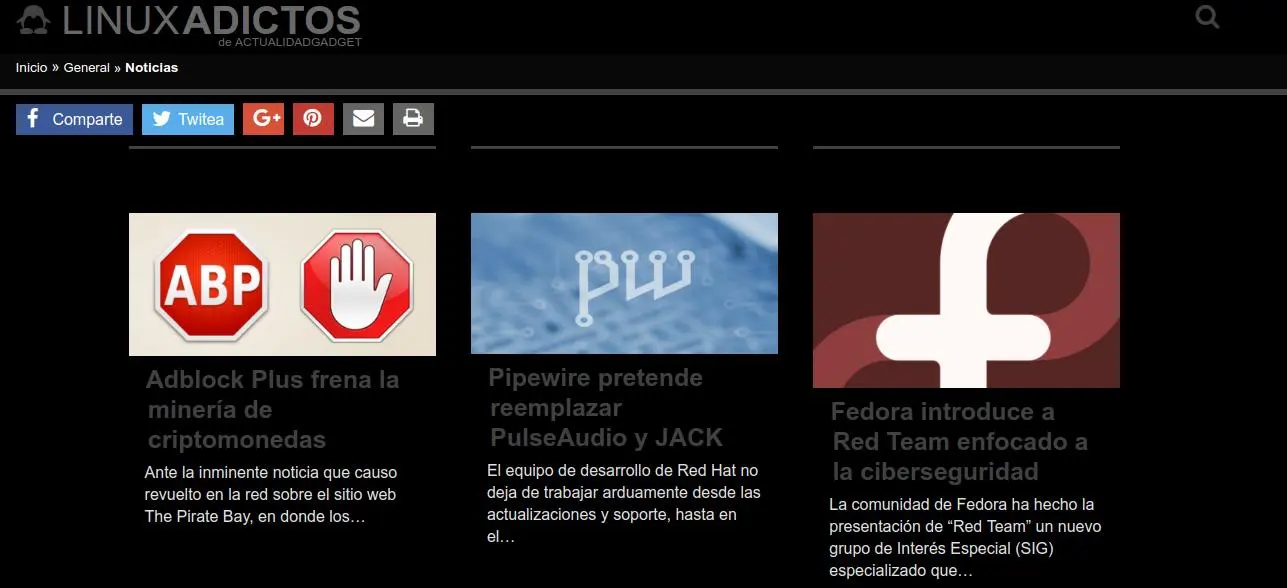 LINUXADICTOS
de ACTUALIDADGADGET
Inicio » General » Noticias
Comparte
Twitea
G+
ABP
pw
Adblock Plus frena la
minería de
criptomonedas
Ante la inminente noticia que causo
revuelto en la red sobre el sitio web
The Pirate Bay, en donde los…
Pipewire pretende
reemplazar
PulseAudio y JACK
El equipo de desarrollo de Red Hat no
deja de trabajar arduamente desde las
actualizaciones y soporte, hasta en
el…
Fedora introduce a
Red Team enfocado a
la ciberseguridad
La comunidad de Fedora ha hecho la
presentación de “Red Team” un nuevo
grupo de Interés Especial (SIG)
especializado que…